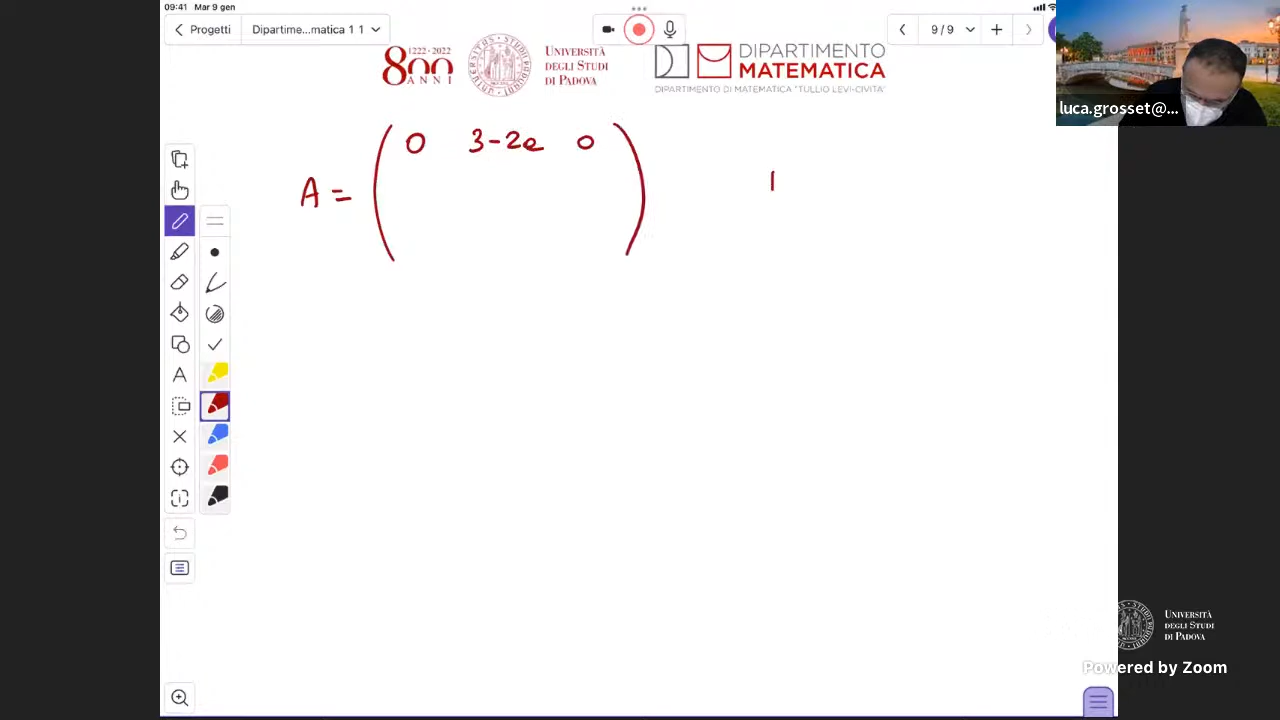 09:41 Mar 9 gen
Progetti
Dipartime...matica 1 1
9/9
800
1222·2022
ANNI
UNIVERSITÀ
DEGLI STUDI
DI PADOVA
DIPARTIMENTO
MATEMATICA
DIPARTIMENTO DI MATEMATICA "TULLIO LEVI-CIVITA"
luca.grosset@...
0 3-2a 0
A =
UNIVERSITÀ
DEGLI STUDI
DI PADOVA
Powered by Zoom